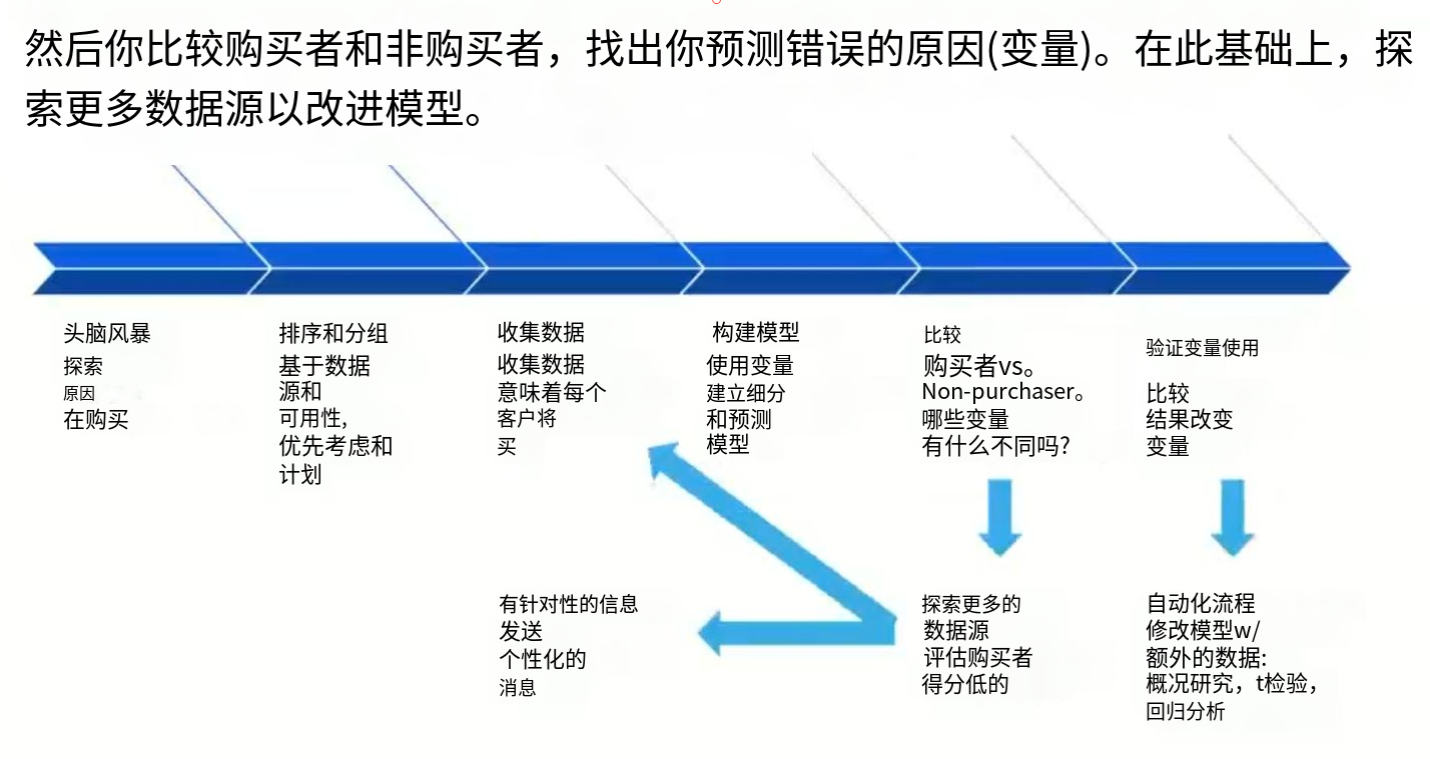 然后你比较购买者和非购买者，找出你预测错误的原因(变量)。在此基础上，探
索更多数据源以改进模型。
头脑风暴
探索
原因
在购买
排序和分组
基于数据
源和
可用性,
优先考虑和
计划
收集数据
收集数据
意味着每个
客户将
买
构建模型
使用变量
建立细分
和预测
模型
比较
购买者vs。
Non-purchaser。
哪些变量
有什么不同吗?
验证变量使用
比较
结果改变
变量
有针对性的信息
发送
个性化的
消息
探索更多的
数据源
评估购买者
得分低的
自动化流程
修改模型w/
额外的数据:
概况研究，t检验，
回归分析